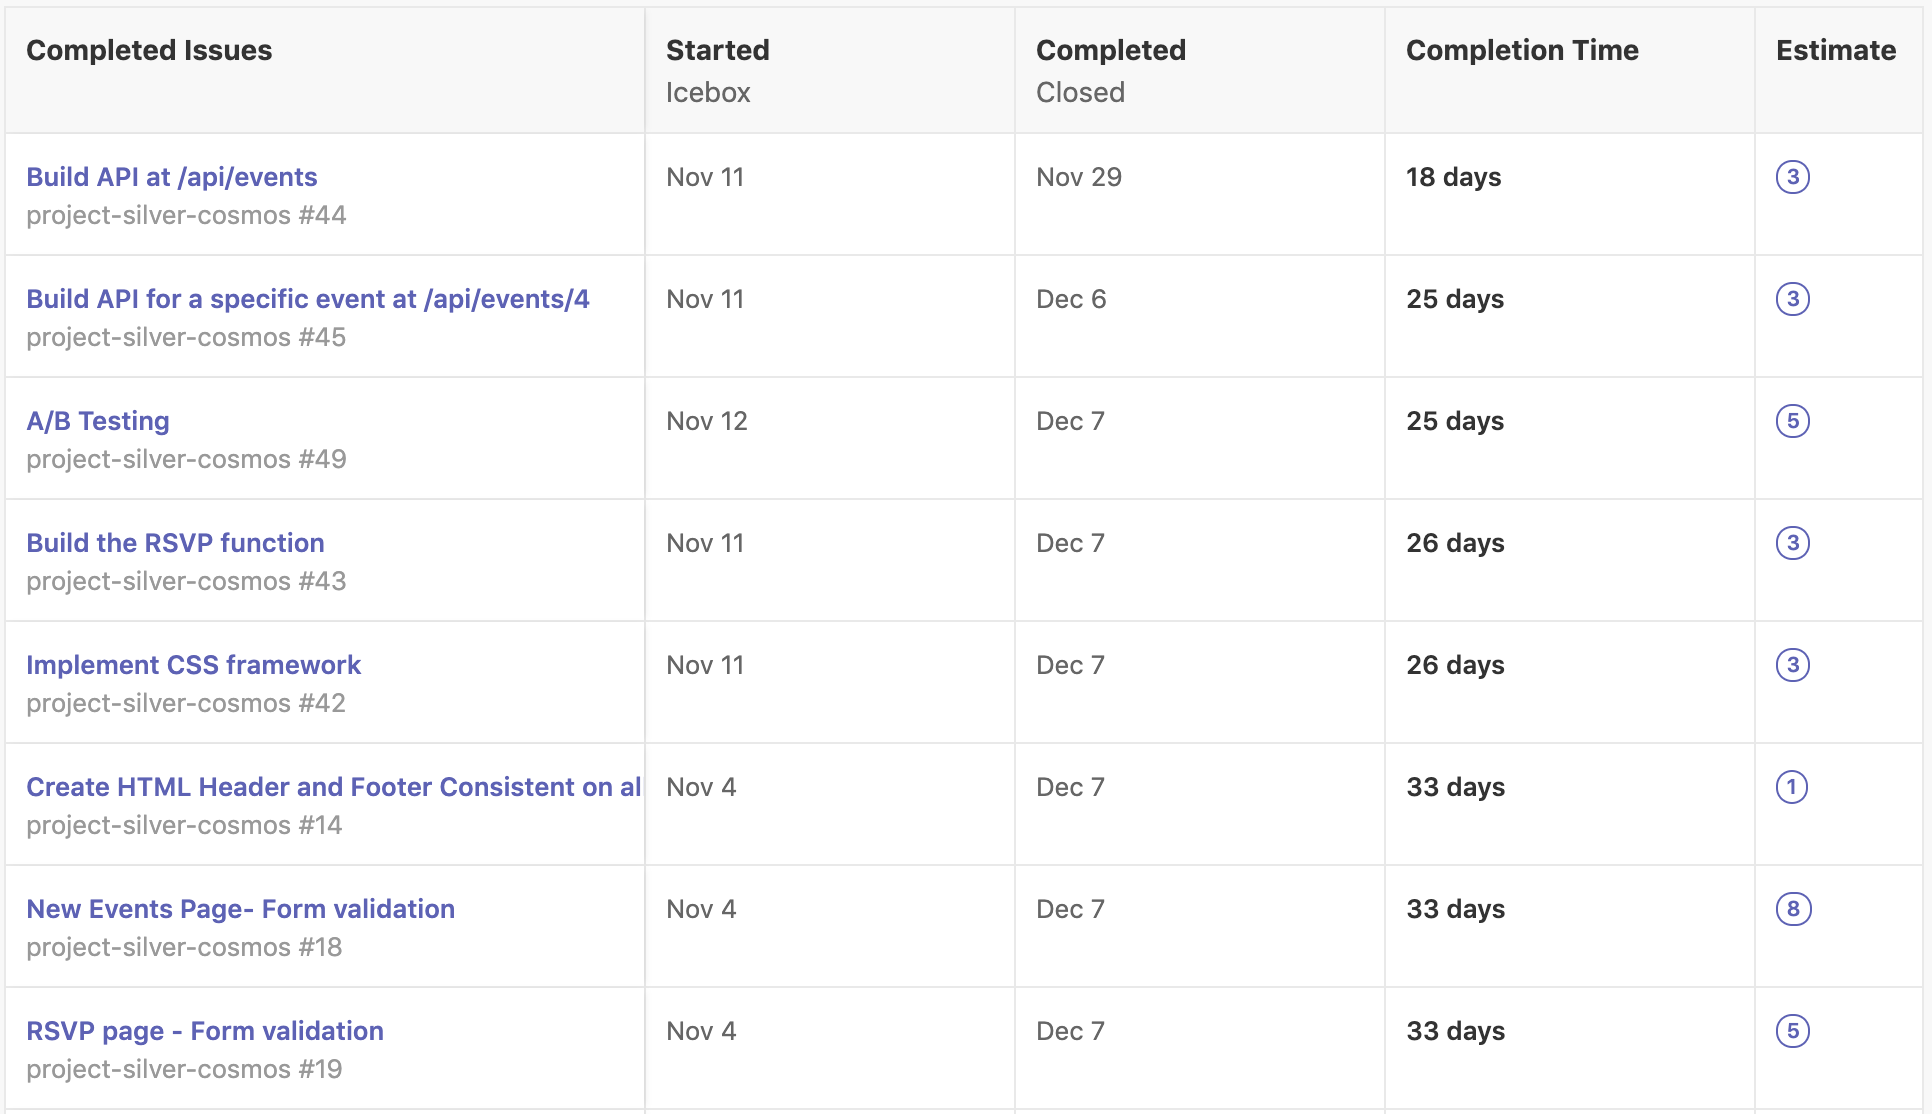 Completed Issues
Started
Icebox
Completed
Closed
Completion Time
Estimate
Build API at /api/events
project-silver-cosmos #44
Nov 11
Nov 29
18 days
3
Build API for a specific event at /api/events/4
project-silver-cosmos #45
Nov 11
Dec 6
25 days
3
A/B Testing
project-silver-cosmos #49
Nov 12
Dec 7
25 days
5
Build the RSVP function
project-silver-cosmos #43
Nov 11
Dec 7
26 days
3
Implement CSS framework
project-silver-cosmos #42
Nov 11
Dec 7
26 days
3
Create HTML Header and Footer Consistent on al
project-silver-cosmos #14
Nov 4
Dec 7
33 days
1
New Events Page- Form validation
project-silver-cosmos #18
Nov 4
Dec 7
33 days
8
RSVP page - Form validation
project-silver-cosmos #19
Nov 4
Dec 7
33 days
5